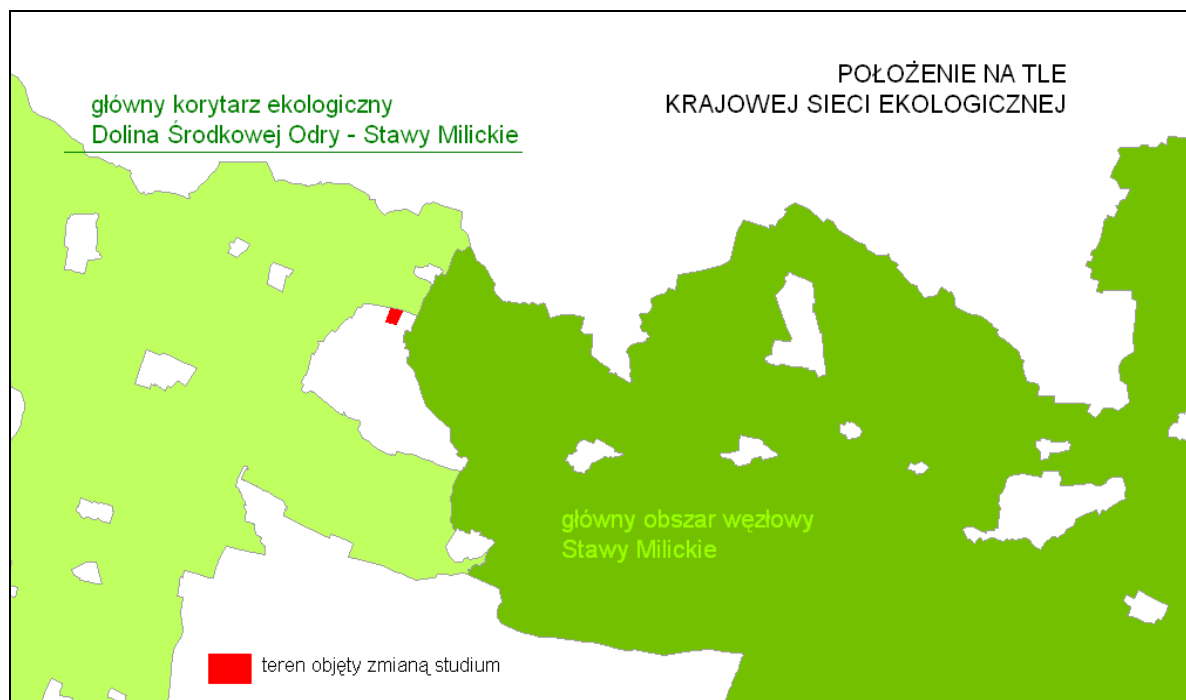 POŁOŻENIE NA TLE
KRAJOWEJ SIECI EKOLOGICZNEJ
główny korytarz ekologiczny
Dolina Środkowej Odry - Stawy Milickie
główny obszar węzłowy
Stawy Milickie
teren objęty zmianą studium